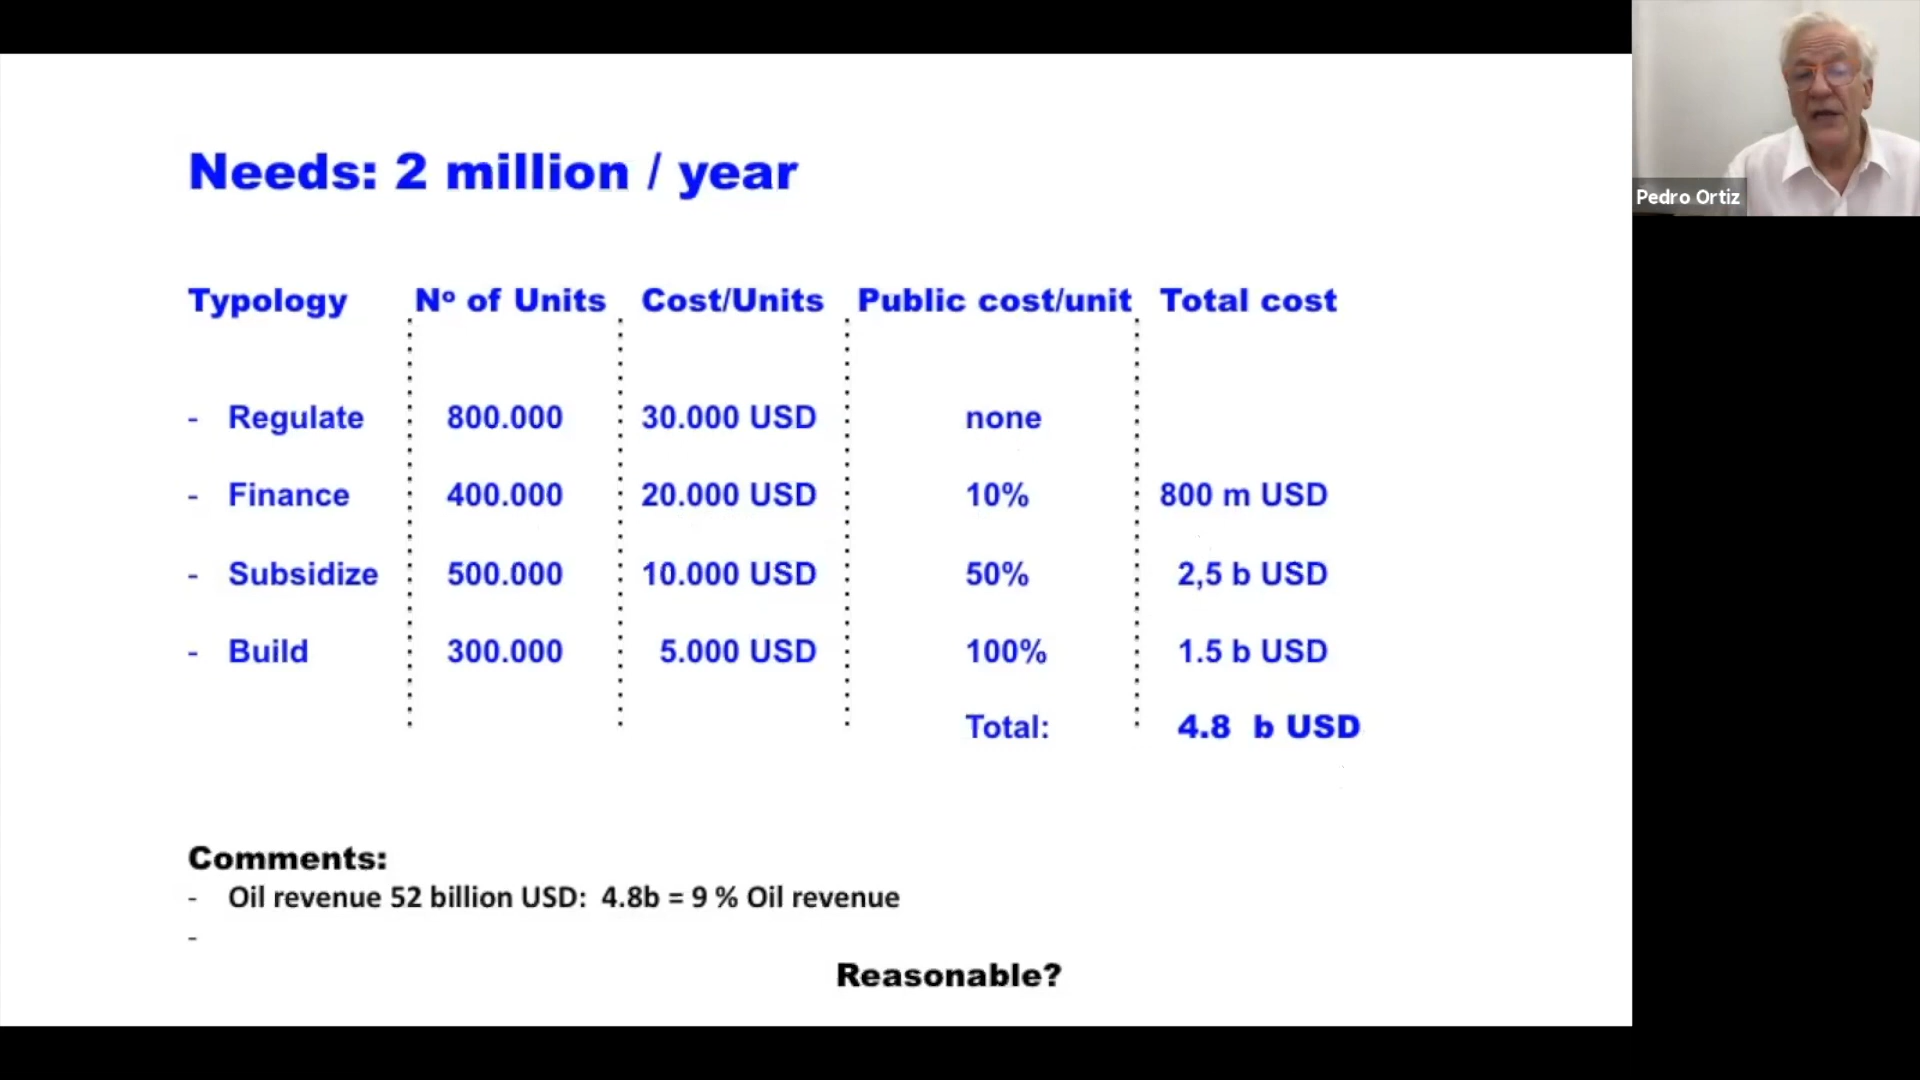 Needs: 2 million / year
Typology Nº of Units Cost/Units Public cost/unit Total cost
- Regulate 800.000 30.000 USD none
- Finance 400.000 20.000 USD 10% 800 m USD
- Subsidize 500.000 10.000 USD 50% 2,5 b USD
- Build 300.000 5.000 USD 100% 1.5 b USD
Total: 4.8 b USD
Comments:
- Oil revenue 52 billion USD: 4.8b = 9 % Oil revenue
-
Reasonable?
Pedro Ortiz